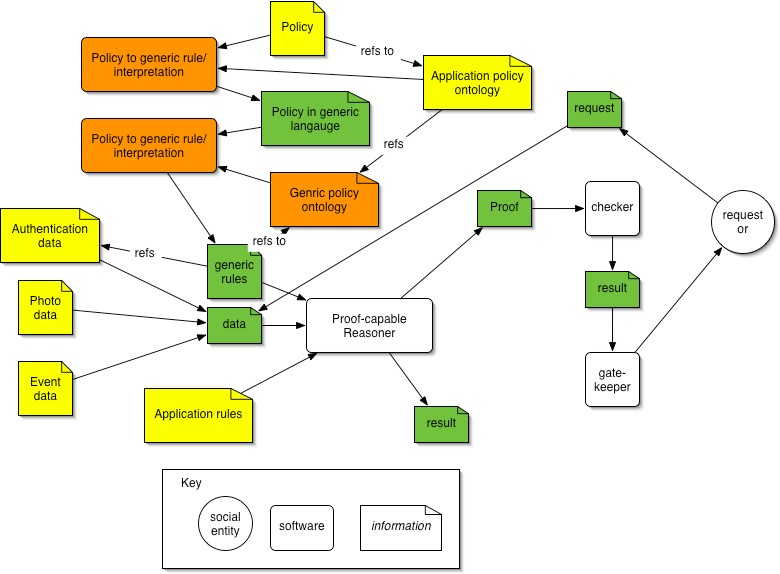 Policy
refs to
Policy to generic rule/
interpretation
Application policy
ontology
Policy in generic
langauge
request
Policy to generic rule/
interpretation
refs
Genric policy
ontology
Proof
checker
request
or
Authentication
data
refs
refs to
generic
rules
Photo
data
result
data
Proof-capable
Reasoner
Event
data
gate-
keeper
Application rules
result
Key
social
entity
software
information